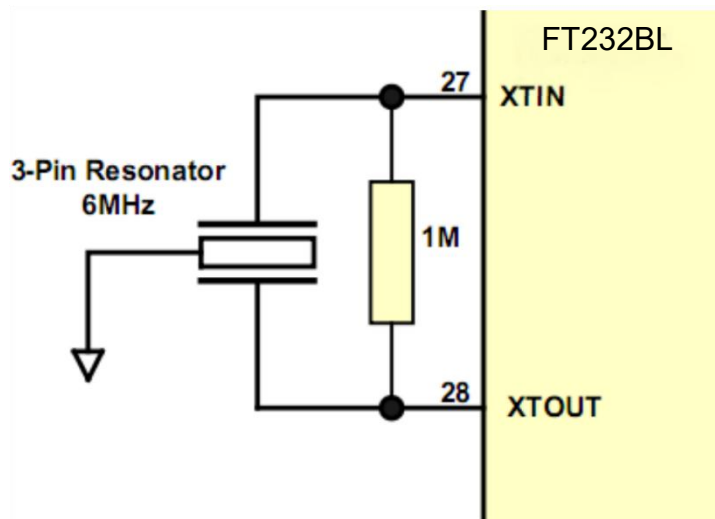 FT232BL
27
XTIN
3-Pin Resonator
6MHz
1M
28
XTOUT